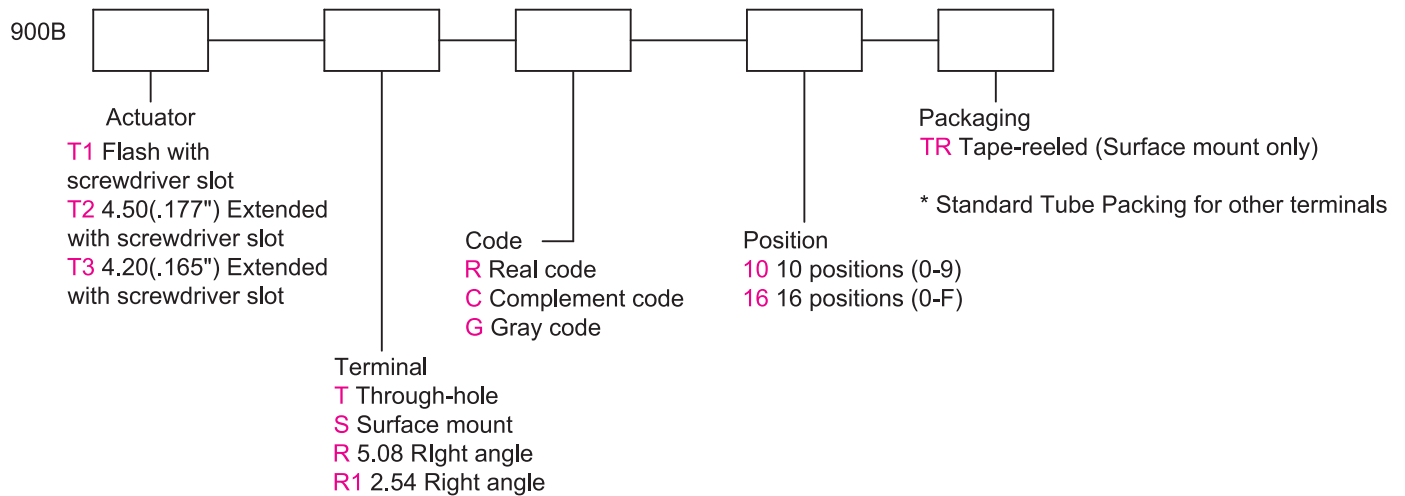 900B
Actuator
T1 Flash with
screwdriver slot
T2 4.50(.177") Extended
with screwdriver slot
T3 4.20(.165") Extended
with screwdriver slot
Terminal
T Through-hole
S Surface mount
R 5.08 RIght angle
R1 2.54 Right angle
Code
R Real code
C Complement code
G Gray code
Position
10 10 positions (0-9)
16 16 positions (0-F)
Packaging
TR Tape-reeled (Surface mount only)
* Standard Tube Packing for other terminals